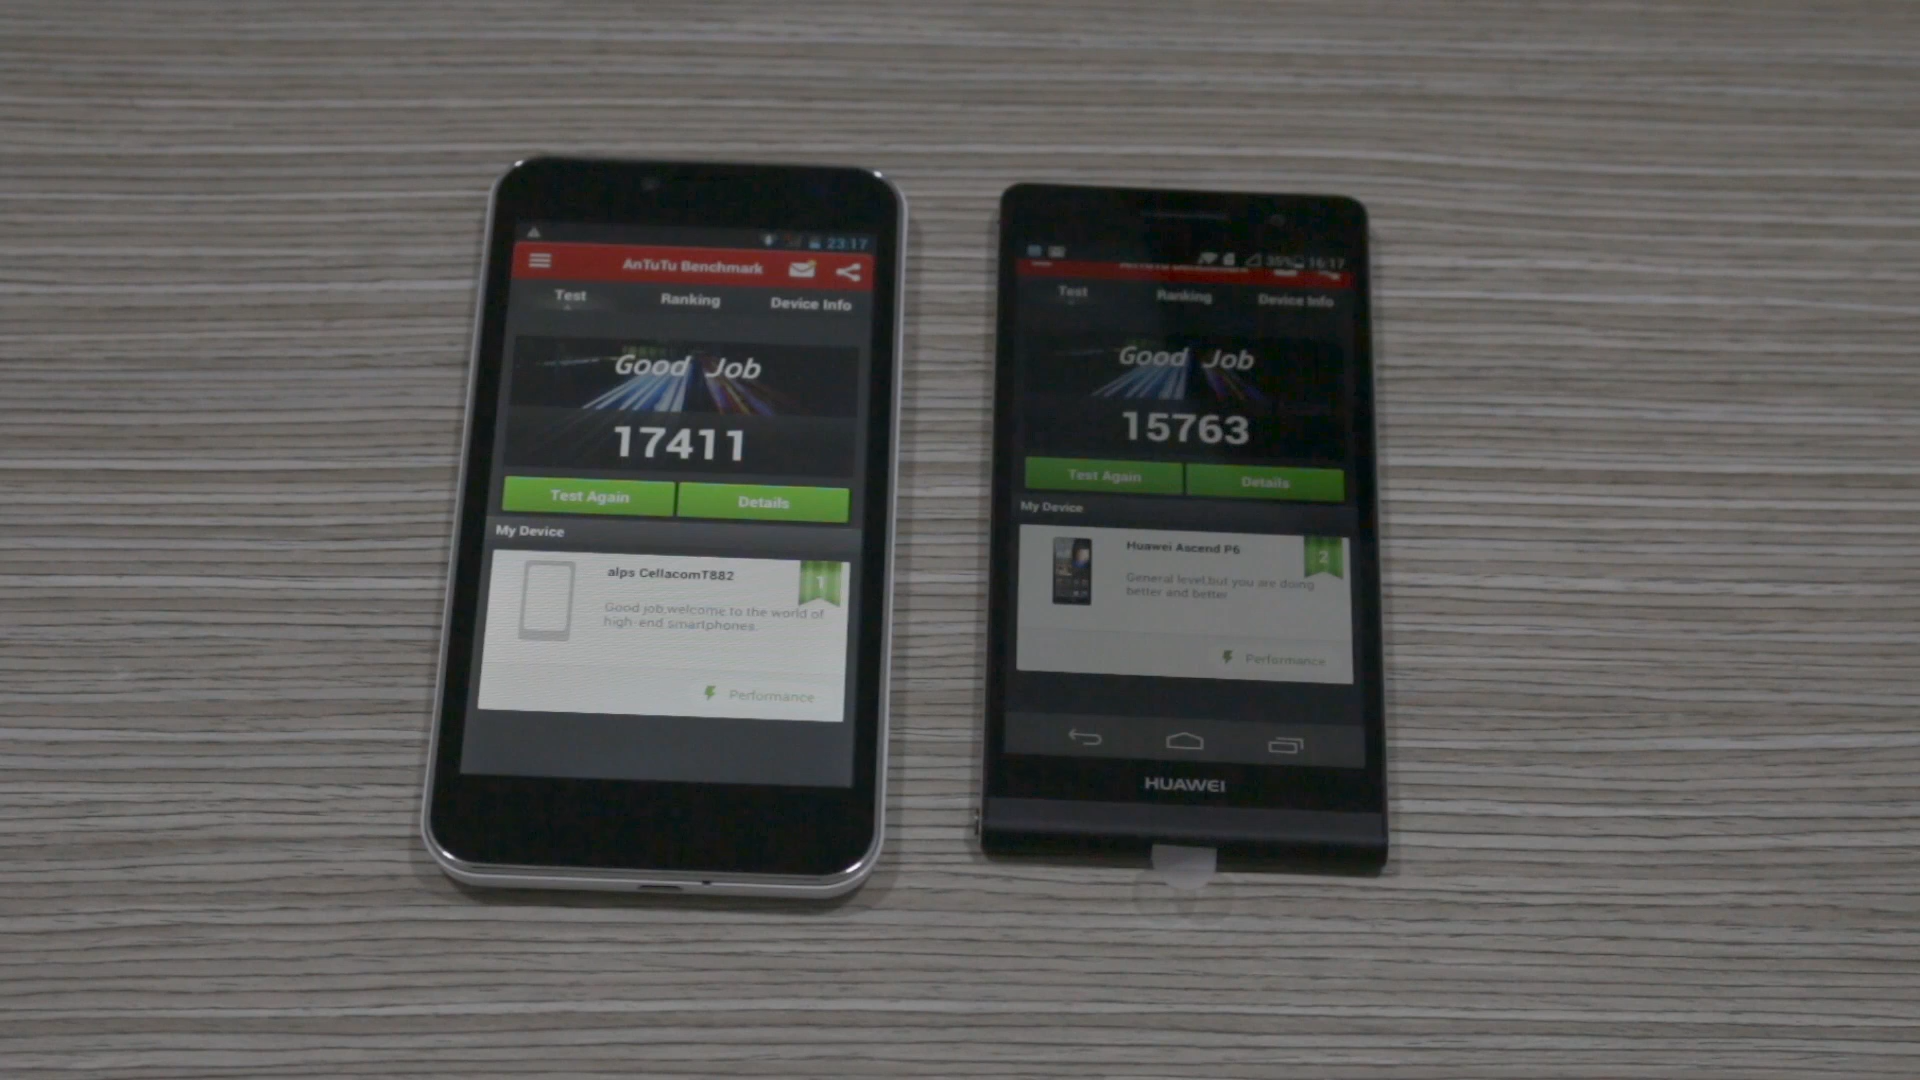 23:17
AnTuTu Benchmark
Test Ranking Device Info
Good Job
17411
Test Again Details
My Device
alps CellacomT882
1
Good job,welcome to the world of
high-end smartphones.
Performance
35% 16:17
Test Ranking Device Info
Good Job
15763
Test Again Details
My Device
Huawei Ascend P6
2
General level,but you are doing
better and better
Performance
HUAWEI